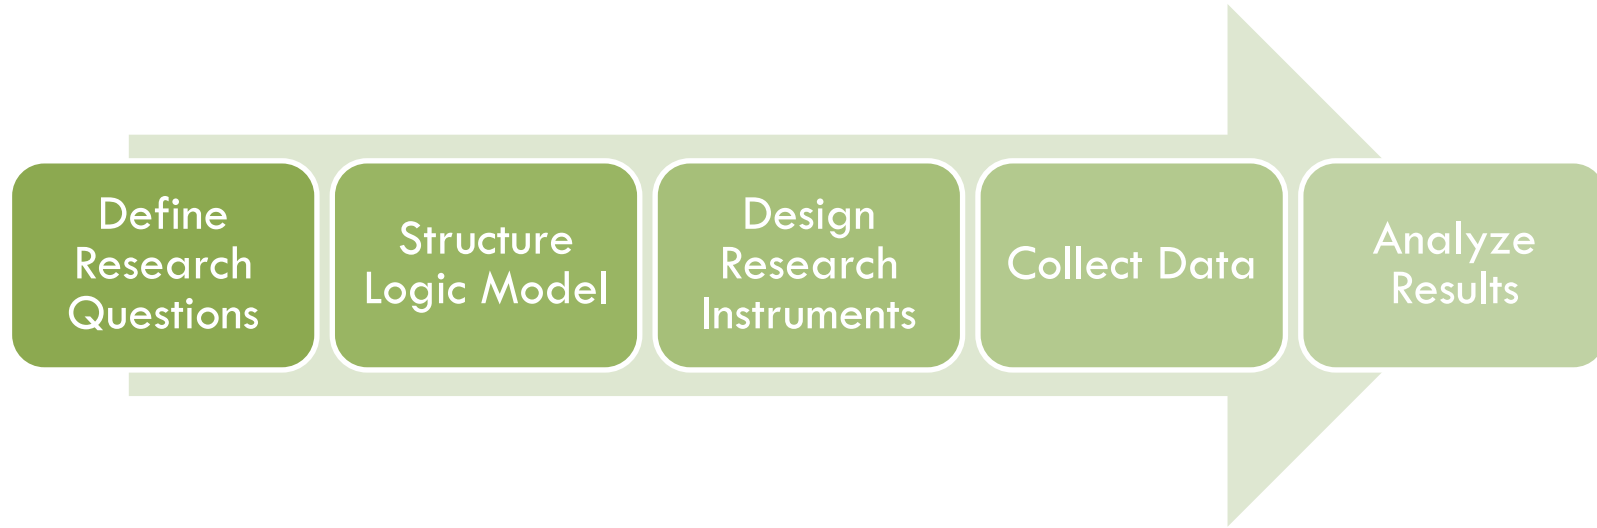 Define
Research
Questions
Structure
Logic Model
Design
Research
Instruments
Collect Data
Analyze
Results